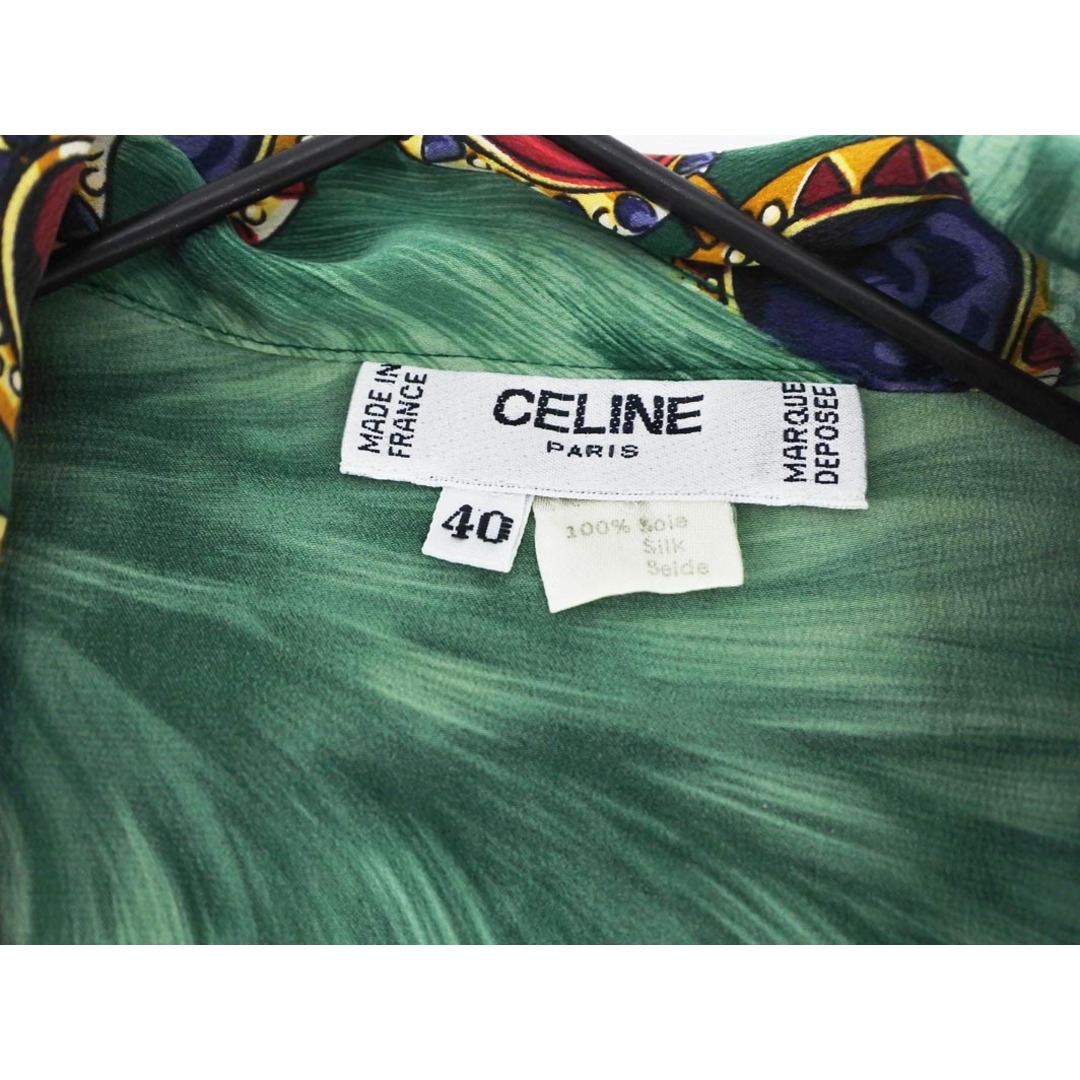 MADE IN
FRANCE
CELINE
PARIS
MARQUE
DEPOSEE
40
100% Soie
Silk
Seide